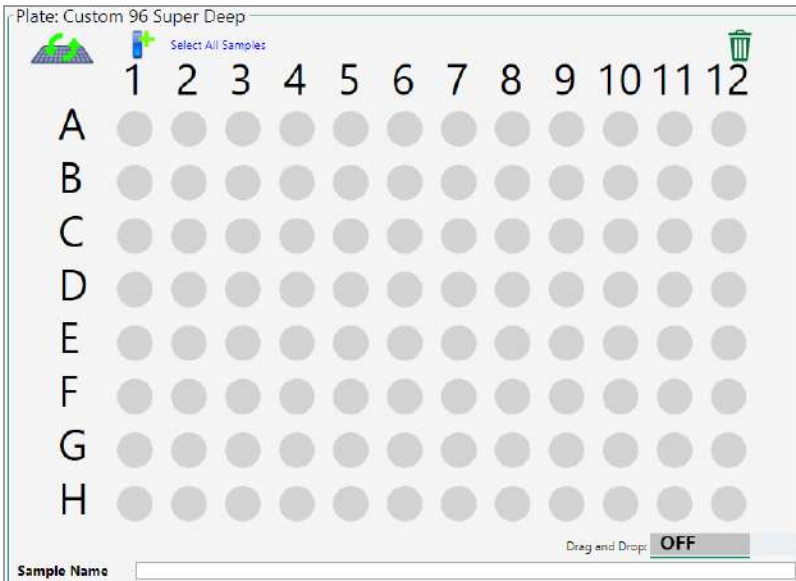 Plate: Custom 96 Super Deep
Select All Samples
1 2 3 4 5 6 7 8 9 10 11 12
A
B
C
D
E
F
G
H
Drag and Drop: OFF
Sample Name